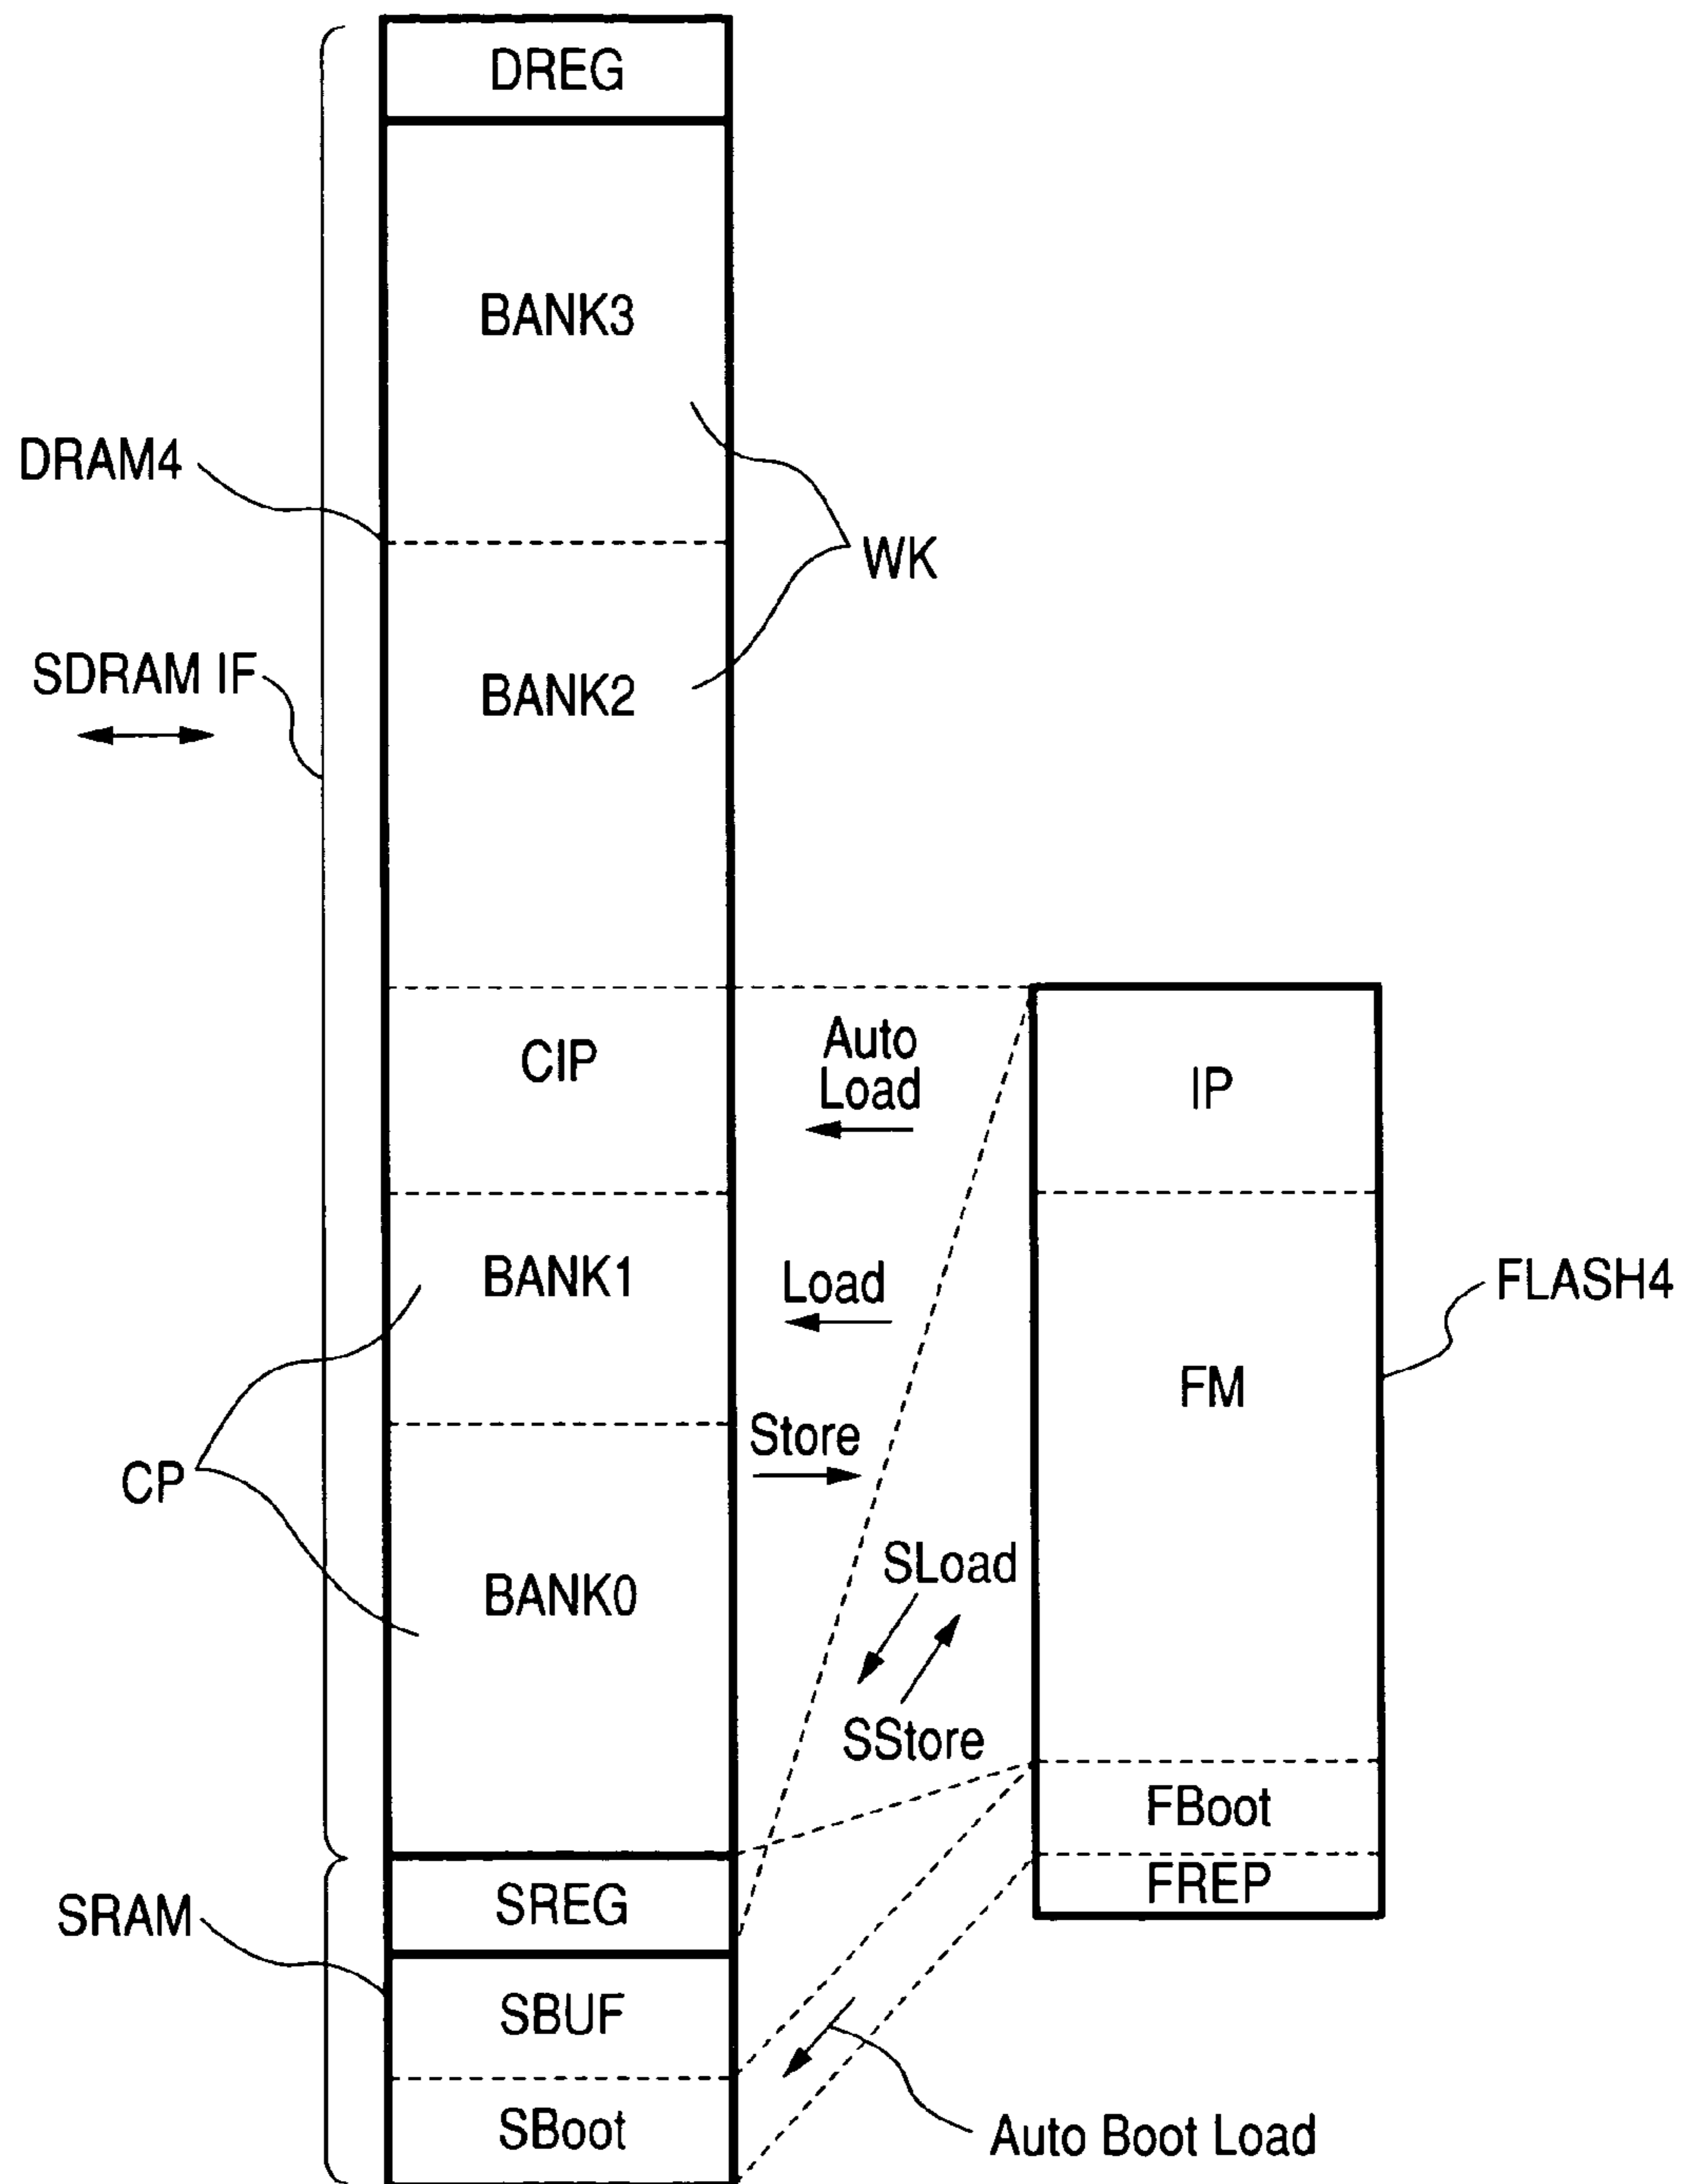 DREG
BANK3
DRAM4
WK
SDRAM IF
BANK2
CIP
Auto
Load
IP
BANK1
Load
FLASH4
FM
Store
CP
SLoad
BANK0
SStore
FBoot
FREP
SREG
SRAM
SBUF
SBoot
Auto Boot Load